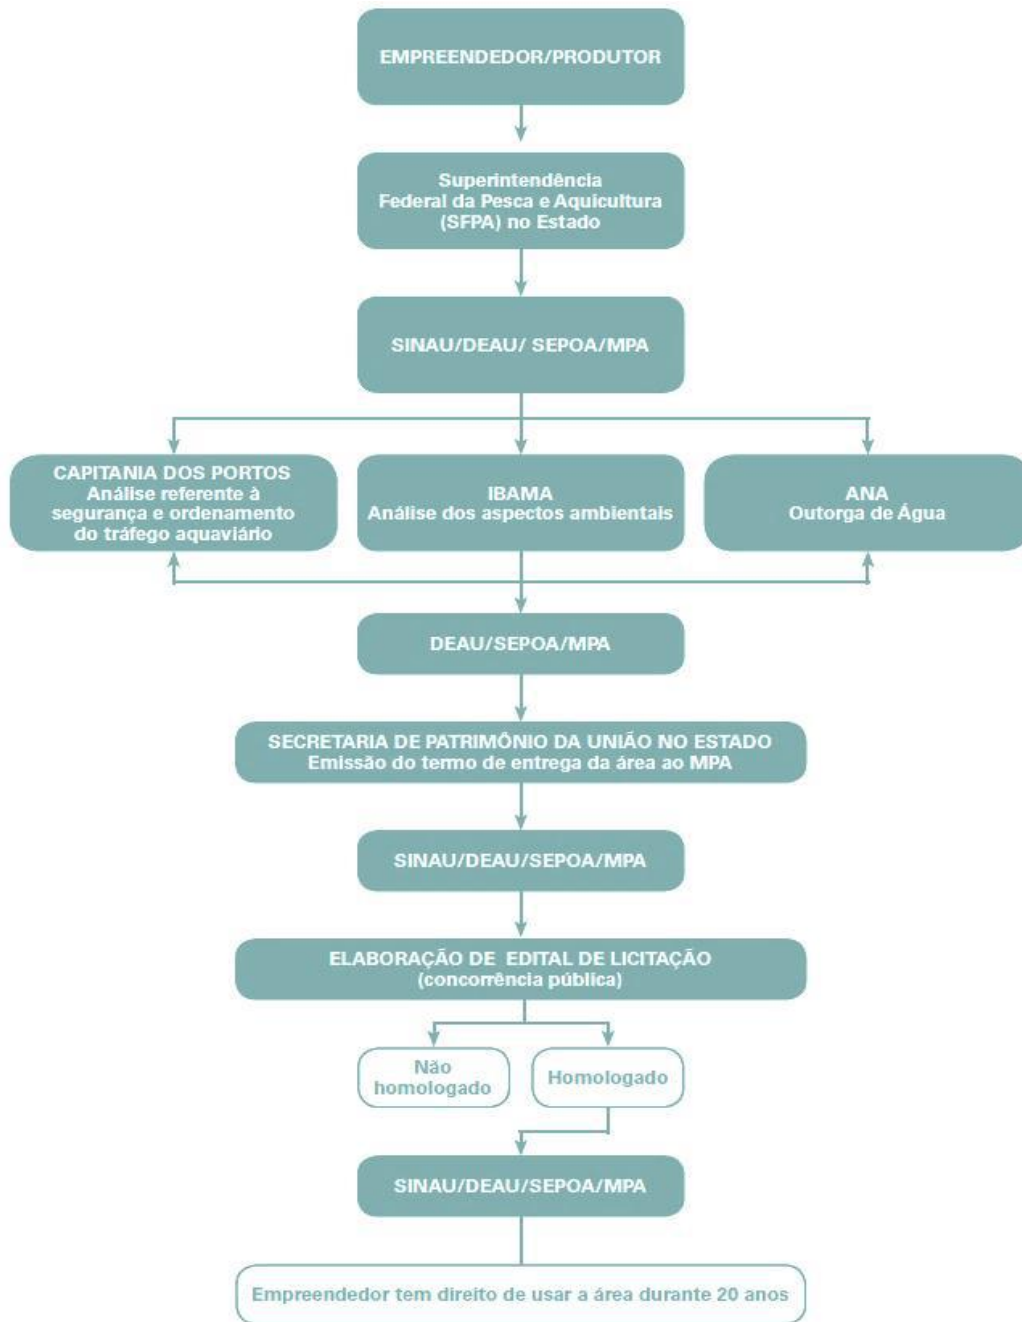 EMPREENDEDOR/PRODUTOR
Superintendência
Federal da Pesca e Aquicultura
(SFPA) no Estado
SINAU/DEAU/ SEPOA/MPA
CAPITANIA DOS PORTOS
Análise referente à
segurança e ordenamento
do tráfego aquaviário
IBAMA
Análise dos aspectos ambientais
ANA
Outorga de Água
DEAU/SEPOA/MPA
SECRETARIA DE PATRIMÔNIO DA UNIÃO NO ESTADO
Emissão do termo de entrega da área ao MPA
SINAU/DEAU/SEPOA/MPA
ELABORAÇÃO DE EDITAL DE LICITAÇÃO
(concorrência pública)
Não
homologado
Homologado
SINAU/DEAU/SEPOA/MPA
Empreendedor tem direito de usar a área durante 20 anos